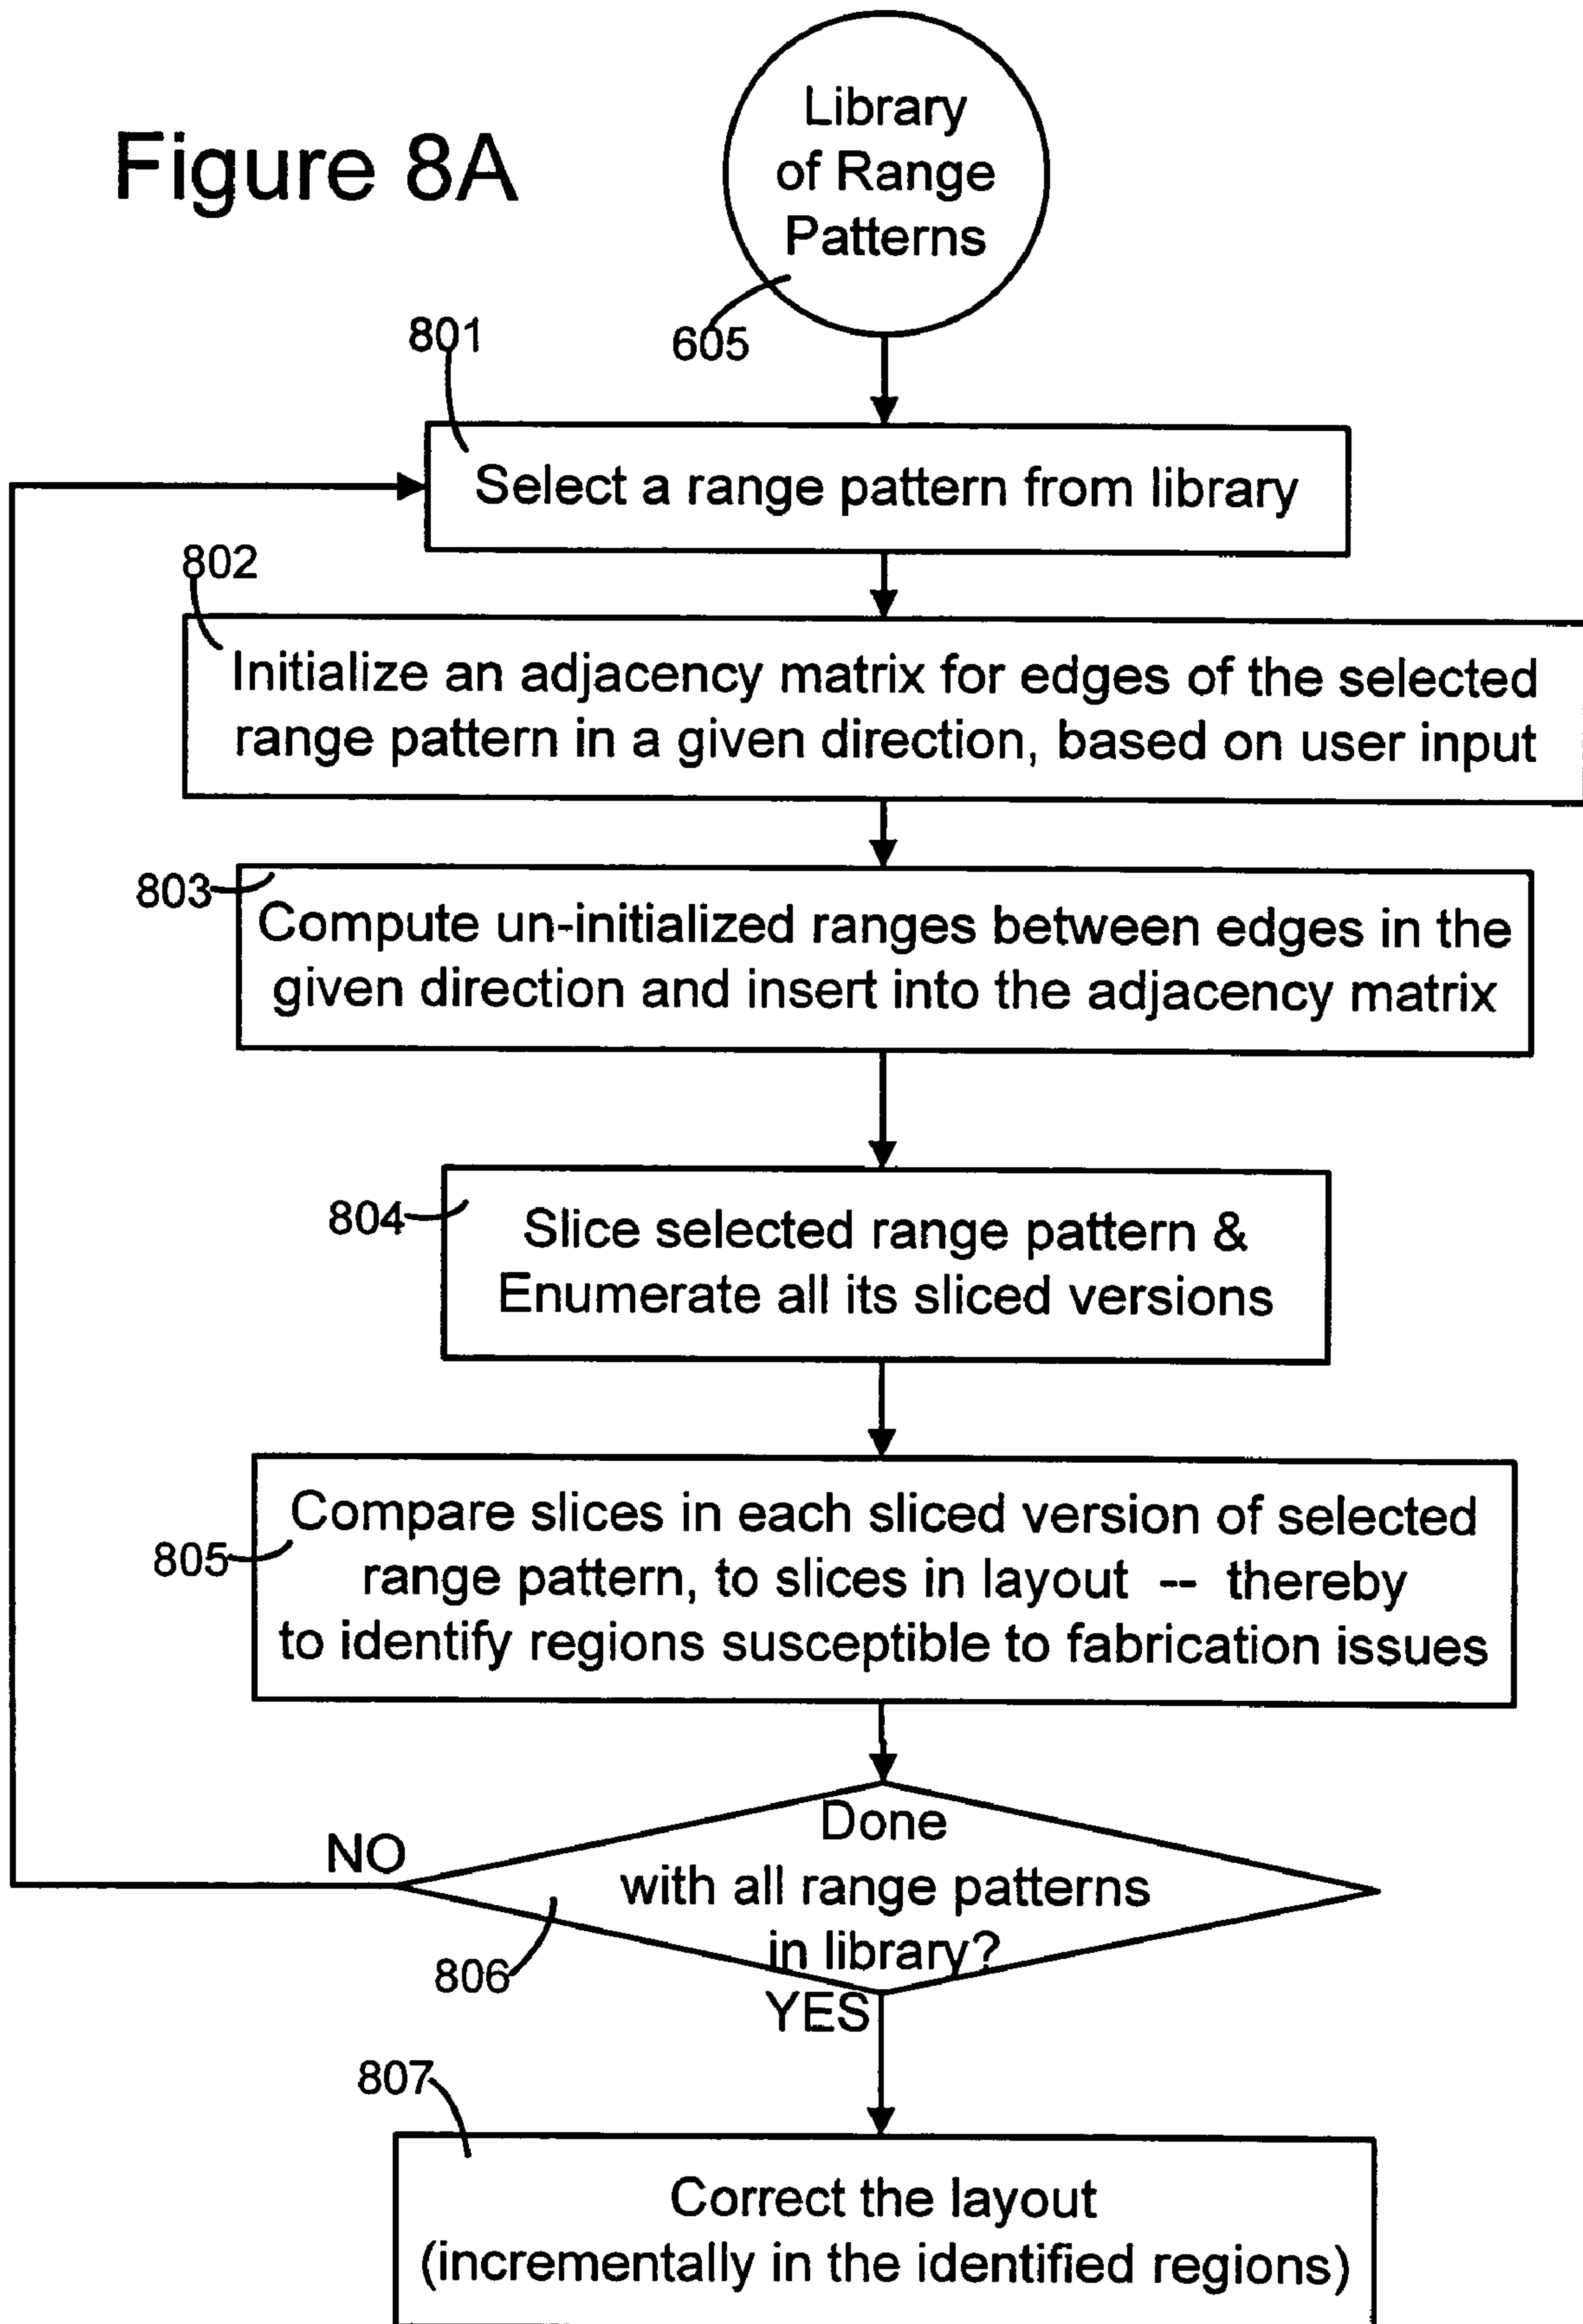 Figure 8A
Library
of Range
Patterns
605
801
Select a range pattern from library
802
Initialize an adjacency matrix for edges of the selected
range pattern in a given direction, based on user input
803
Compute un-initialized ranges between edges in the
given direction and insert into the adjacency matrix
804
Slice selected range pattern &
Enumerate all its sliced versions
805
Compare slices in each sliced version of selected
range pattern, to slices in layout -- thereby
to identify regions susceptible to fabrication issues
NO
Done
with all range patterns
in library?
806
YES
807
Correct the layout
(incrementally in the identified regions)